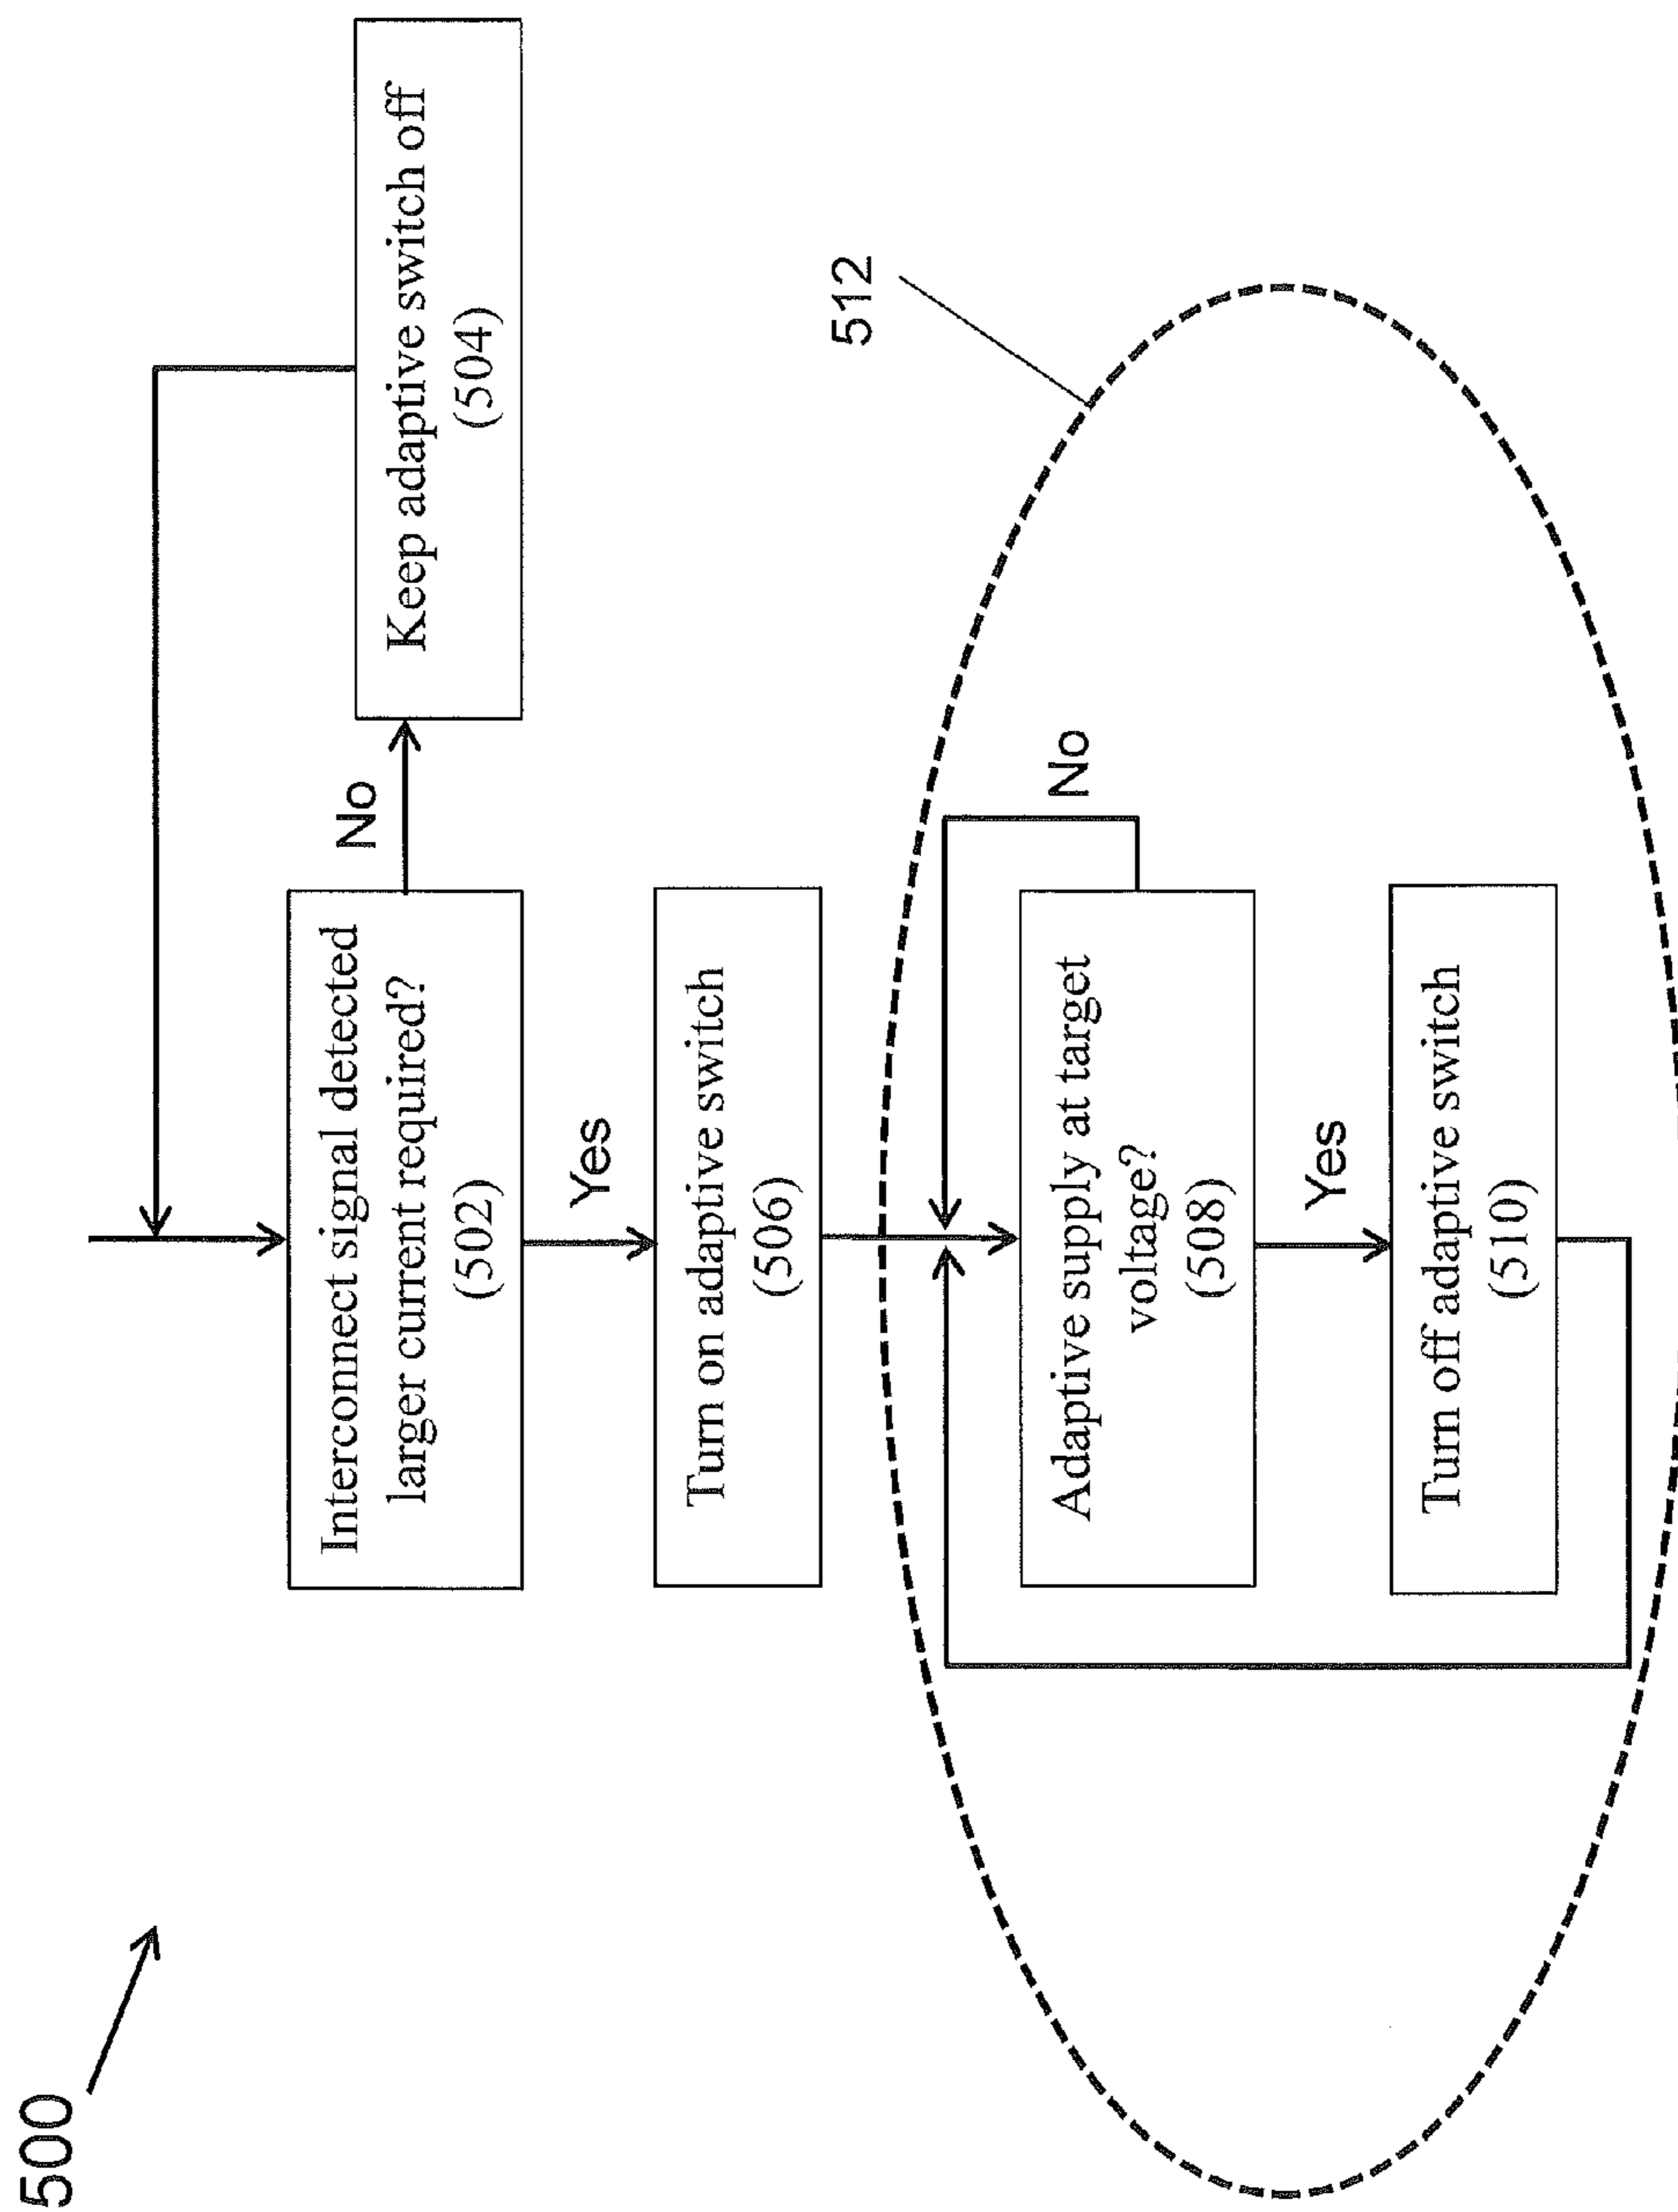 500
Interconnect signal detected
larger current required?
(502)
No
Keep adaptive switch off
(504)
Yes
Turn on adaptive switch
(506)
512
Adaptive supply at target
voltage?
(508)
No
Yes
Turn off adaptive switch
(510)